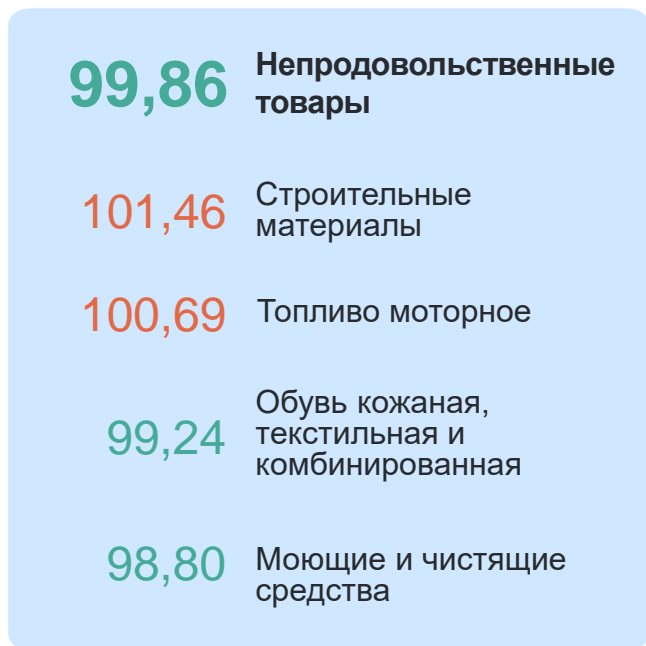 99,86 Непродовольственные
товары
101,46 Строительные
материалы
100,69 Топливо моторное
Обувь кожаная,
99,24 текстильная и
комбинированная
98,80 Моющие и чистящие
средства